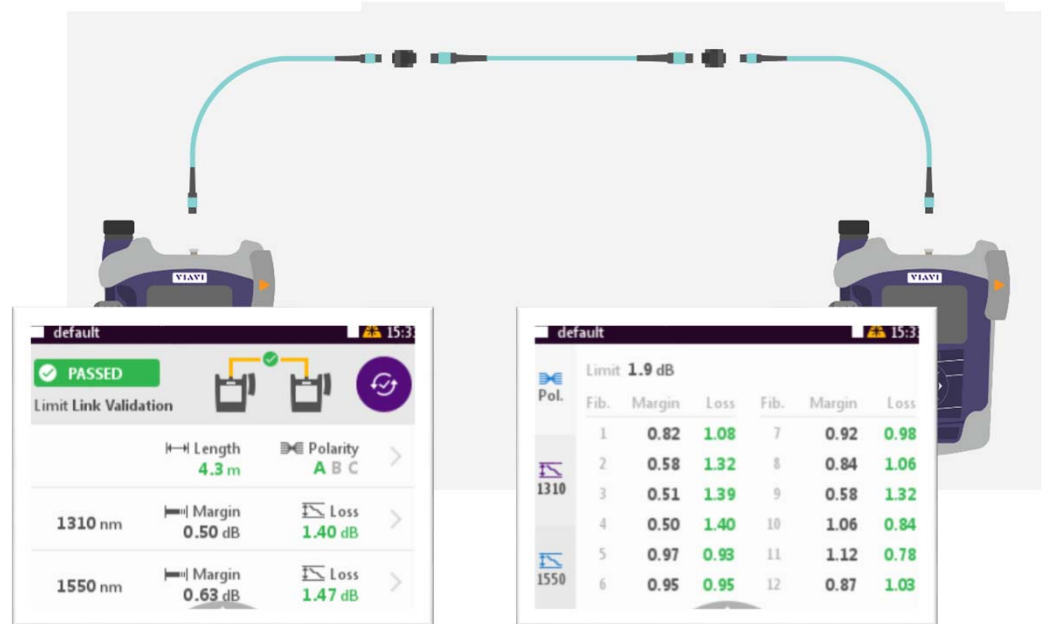 VIAVI
VIAVI
default 15:3
PASSED
Limit Link Validation
Length Polarity
4.3 m A B C
1310 nm Margin Loss
0.50 dB 1.40 dB
1550 nm Margin Loss
0.63 dB 1.47 dB
default 15:3
Limit 1.9 dB
Pol.
Fib. Margin Loss Fib. Margin Loss
1 0.82 1.08 7 0.92 0.98
2 0.58 1.32 8 0.84 1.06
1310
3 0.51 1.39 9 0.58 1.32
4 0.50 1.40 10 1.06 0.84
5 0.97 0.93 11 1.12 0.78
1550
6 0.95 0.95 12 0.87 1.03